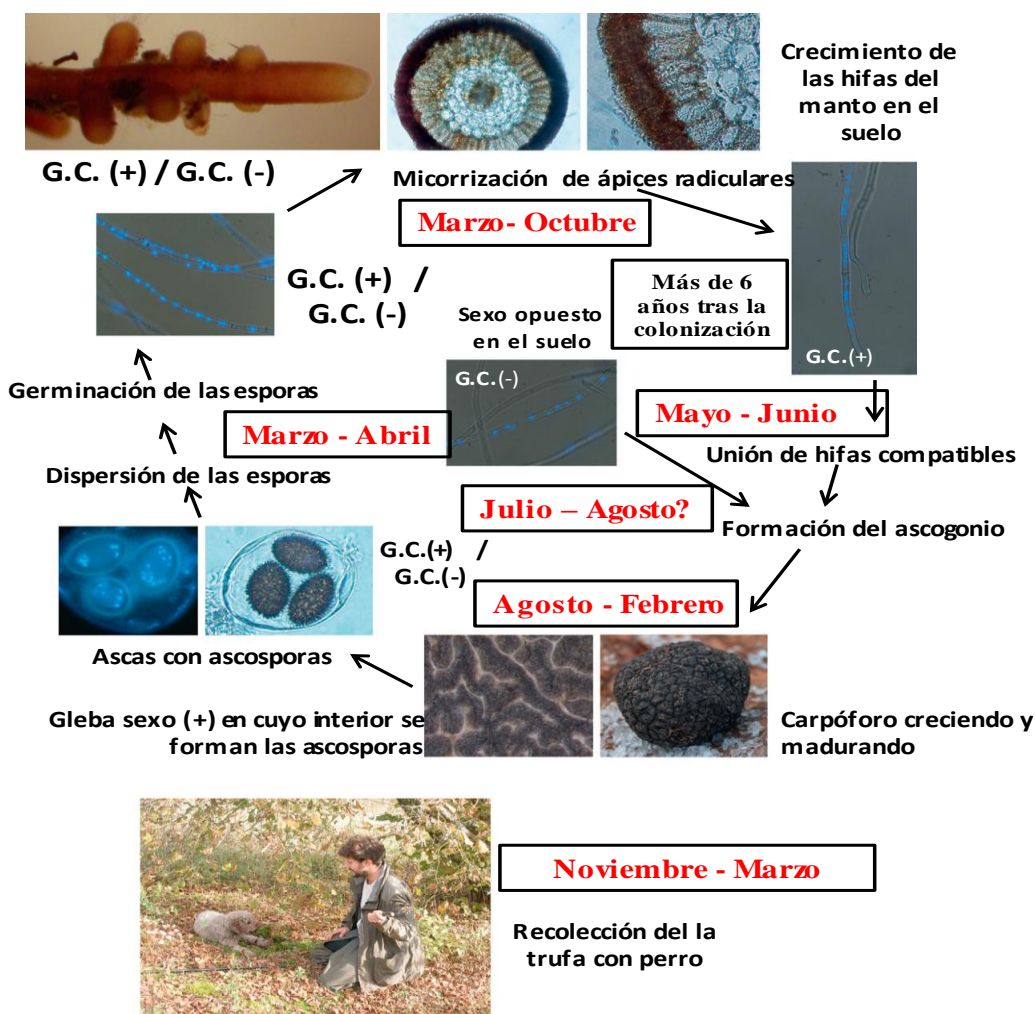 Crecimiento de
las hifas del
manto en el
suelo
G.C. (+) / G.C. (-)
Micorrización de ápices radiculares
Marzo- Octubre
G.C. (+) /
G.C. (-)
Más de 6
años tras la
colonización
Sexo opuesto
en el suelo
G.C.(+)
G.C.(-)
Germinación de las esporas
Mayo - Junio
Marzo - Abril
Unión de hifas compatibles
Dispersión de las esporas
Julio – Agosto?
Formación del ascogonio
G.C.(+) /
G.C.(-)
Agosto - Febrero
Ascas con ascosporas
Gleba sexo (+) en cuyo interior se
forman las ascosporas
Carpóforo creciendo y
madurando
Noviembre - Marzo
Recolección del la
trufa con perro